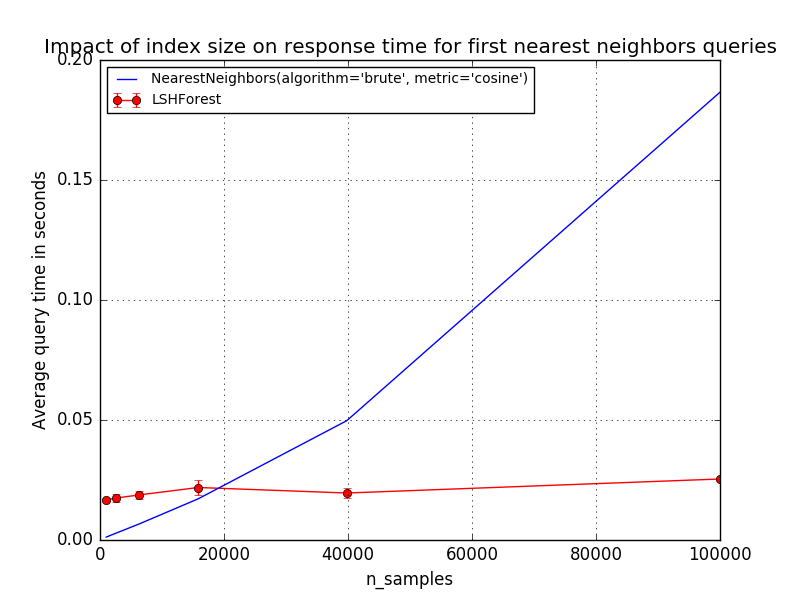 Impact of index size on response time for first nearest neighbors queries
0.20
NearestNeighbors(algorithm='brute', metric='cosine')
LSHForest
0.15
0.10
0.05
0.00
Average query time in seconds
0 20000 40000 60000 80000 100000
n_samples